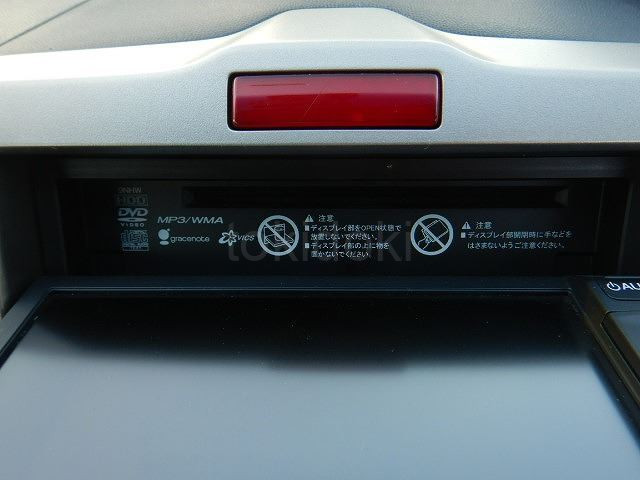 9NHW
HDD
DVD
VIDEO
MP3/WMA
gracenote
VICS
注意
■ディスプレイ部をOPEN状態で
放置しないでください。
■ディスプレイ部の上に物を
置かないでください。
注意
■ディスプレイ部開閉時に手などを
はさまないようご注意ください。
AU